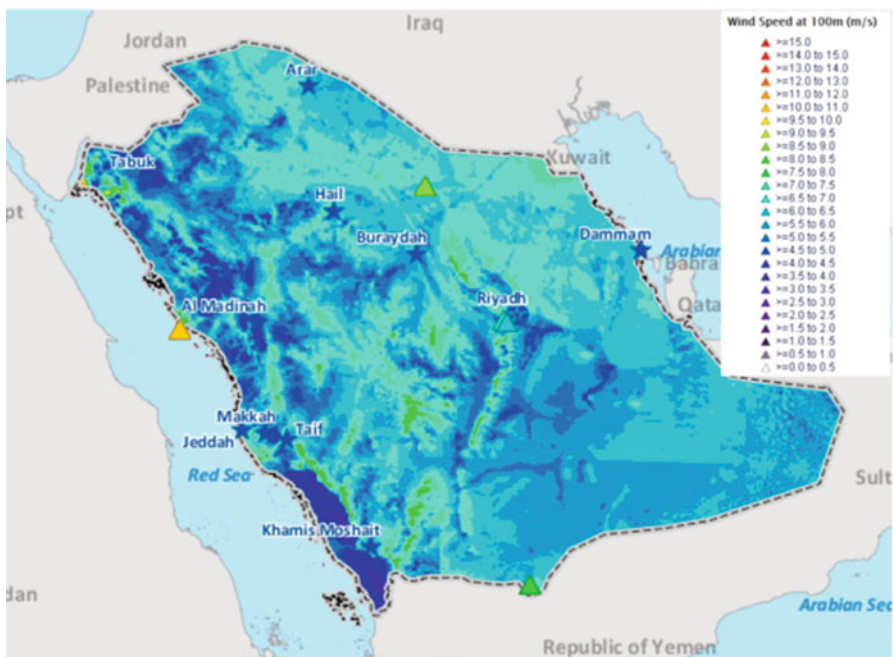 Iraq
Jordan
Palestine
Arar
Tabuk
Kuwait
Hail
pt
Buraydah
Dammam
Arabian
Bahra
Al Madinah
Riyadh
Qata
Makkah
Taif
Jeddah
Red Sea
Sult
Khamis Moshait
dan
Arabian Sea
Republic of Yemen
Wind Speed at 100m (m/s)
>=15.0
>=14.0 to 15.0
>=13.0 to 14.0
>=12.0 to 13.0
>=11.0 to 12.0
>=10.0 to 11.0
>=9.5 to 10.0
>=9.0 to 9.5
>=8.5 to 9.0
>=8.0 to 8.5
>=7.5 to 8.0
>=7.0 to 7.5
>=6.5 to 7.0
>=6.0 to 6.5
>=5.5 to 6.0
>=5.0 to 5.5
>=4.5 to 5.0
>=4.0 to 4.5
>=3.5 to 4.0
>=3.0 to 3.5
>=2.5 to 3.0
>=2.0 to 2.5
>=1.5 to 2.0
>=1.0 to 1.5
>=0.5 to 1.0
>=0.0 to 0.5